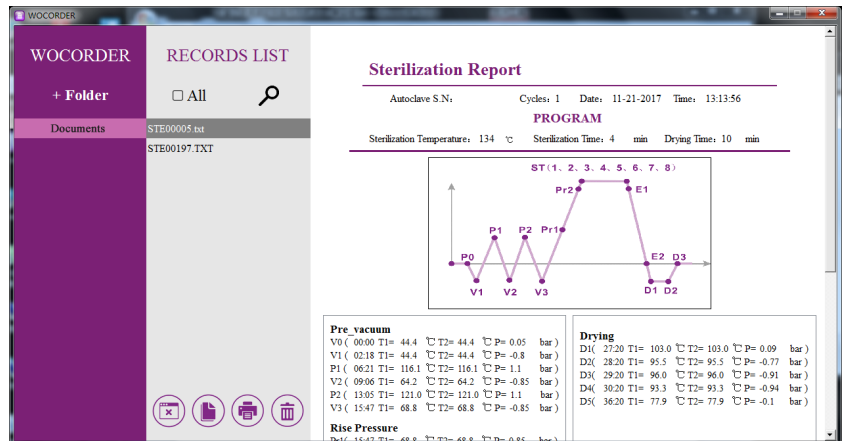 WOCORDER
WOCORDER
+ Folder
Documents
RECORDS LIST
All
STE00005.txt
STE00197.TXT
Sterilization Report
Autoclave S.N: Cycles: 1 Date: 11-21-2017 Time: 13:13:56
PROGRAM
Sterilization Temperature: 134 ℃ Sterilization Time: 4 min Drying Time: 10 min
ST(1、2、3、4、5、6、7、8)
Pr2 E1
P1 P2 Pr1
P0 E2 D3
V1 V2 V3 D1 D2
Pre_vacuum
V0 ( 00:00 T1= 44.4 ℃ T2= 44.4 ℃ P= 0.05 bar )
V1 ( 02:18 T1= 44.4 ℃ T2= 44.4 ℃ P= -0.8 bar )
P1 ( 06:21 T1= 116.1 ℃ T2= 116.1 ℃ P= 1.1 bar )
V2 ( 09:06 T1= 64.2 ℃ T2= 64.2 ℃ P= -0.85 bar )
P2 ( 13:05 T1= 121.0 ℃ T2= 121.0 ℃ P= 1.1 bar )
V3 ( 15:47 T1= 68.8 ℃ T2= 68.8 ℃ P= -0.85 bar )
Rise Pressure
Drying
D1( 27:20 T1= 103.0 ℃ T2= 103.0 ℃ P= 0.09 bar )
D2( 28:20 T1= 95.5 ℃ T2= 95.5 ℃ P= -0.77 bar )
D3( 29:20 T1= 96.0 ℃ T2= 96.0 ℃ P= -0.91 bar )
D4( 30:20 T1= 93.3 ℃ T2= 93.3 ℃ P= -0.94 bar )
D5( 36:20 T1= 77.9 ℃ T2= 77.9 ℃ P= -0.1 bar )